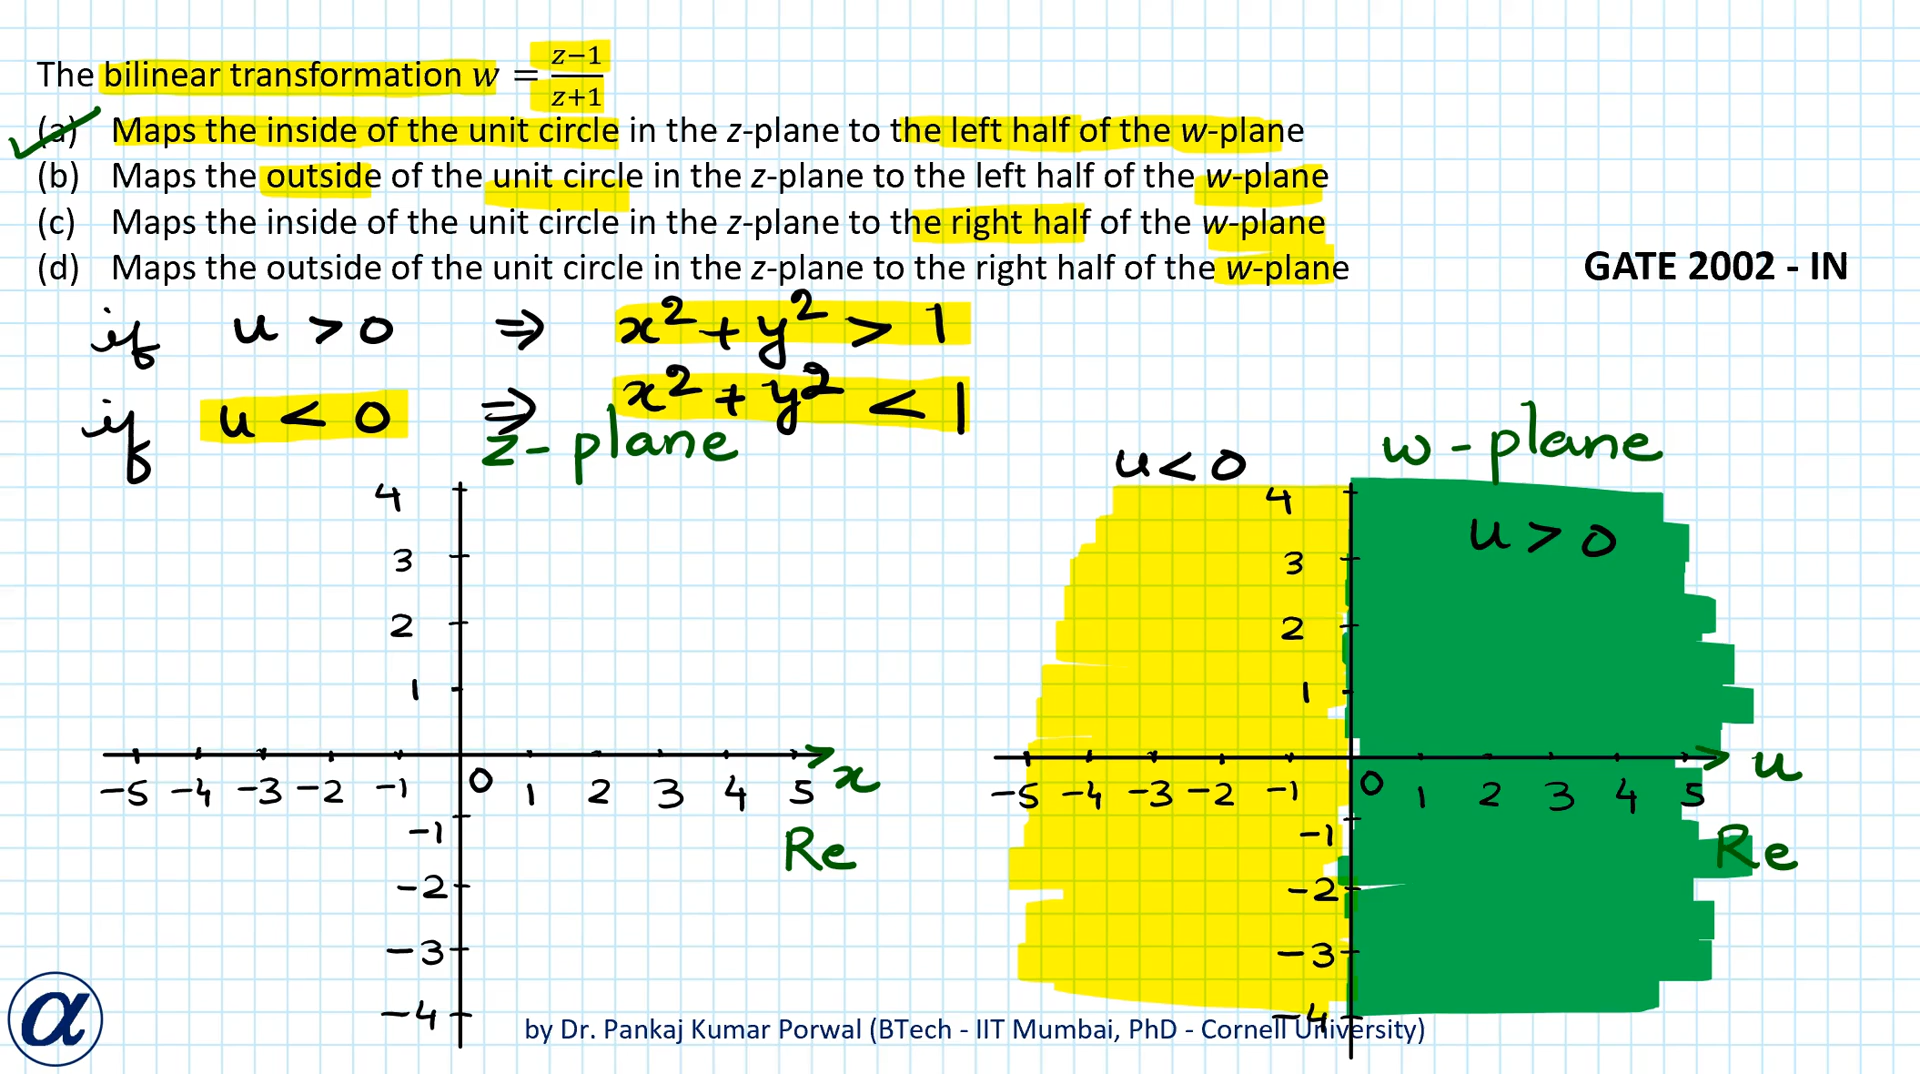 The bilinear transformation w = z−1/z+1
(a) Maps the inside of the unit circle in the z-plane to the left half of the w-plane
(b) Maps the outside of the unit circle in the z-plane to the left half of the w-plane
(c) Maps the inside of the unit circle in the z-plane to the right half of the w-plane
(d) Maps the outside of the unit circle in the z-plane to the right half of the w-plane
GATE 2002 - IN
if u > 0 ⇒ x² + y² > 1
if u < 0 ⇒ x² + y² < 1
z - plane
4
3
2
1
-5 -4 -3 -2 -1 0 1 2 3 4 5 x
Re
-1
-2
-3
-4
w - plane
u < 0
u > 0
4
3
2
1
-5 -4 -3 -2 -1 0 1 2 3 4 5 u
Re
-1
-2
-3
-4
α
by Dr. Pankaj Kumar Porwal (BTech - IIT Mumbai, PhD - Cornell University)